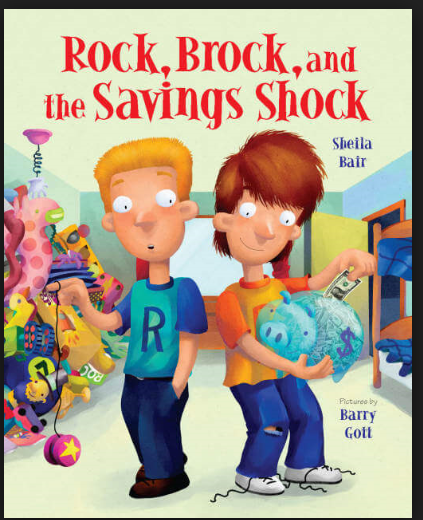 Rock, Brock, and
the Savings Shock
Sheila
Bair
R
$
Pictures by
Barry
Gott